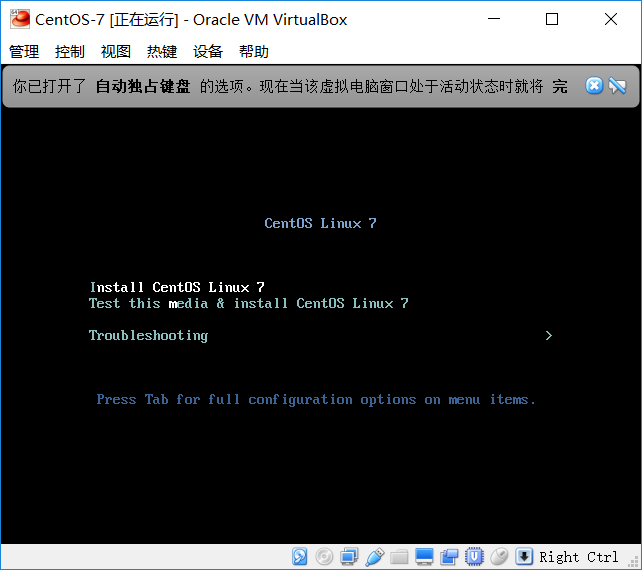 CentOS-7 [正在运行] - Oracle VM VirtualBox
管理 控制 视图 热键 设备 帮助
你已打开了 自动独占键盘 的选项。现在当该虚拟电脑窗口处于活动状态时就将 完
CentOS Linux 7
Install CentOS Linux 7
Test this media & install CentOS Linux 7
Troubleshooting >
Press Tab for full configuration options on menu items.
Right Ctrl